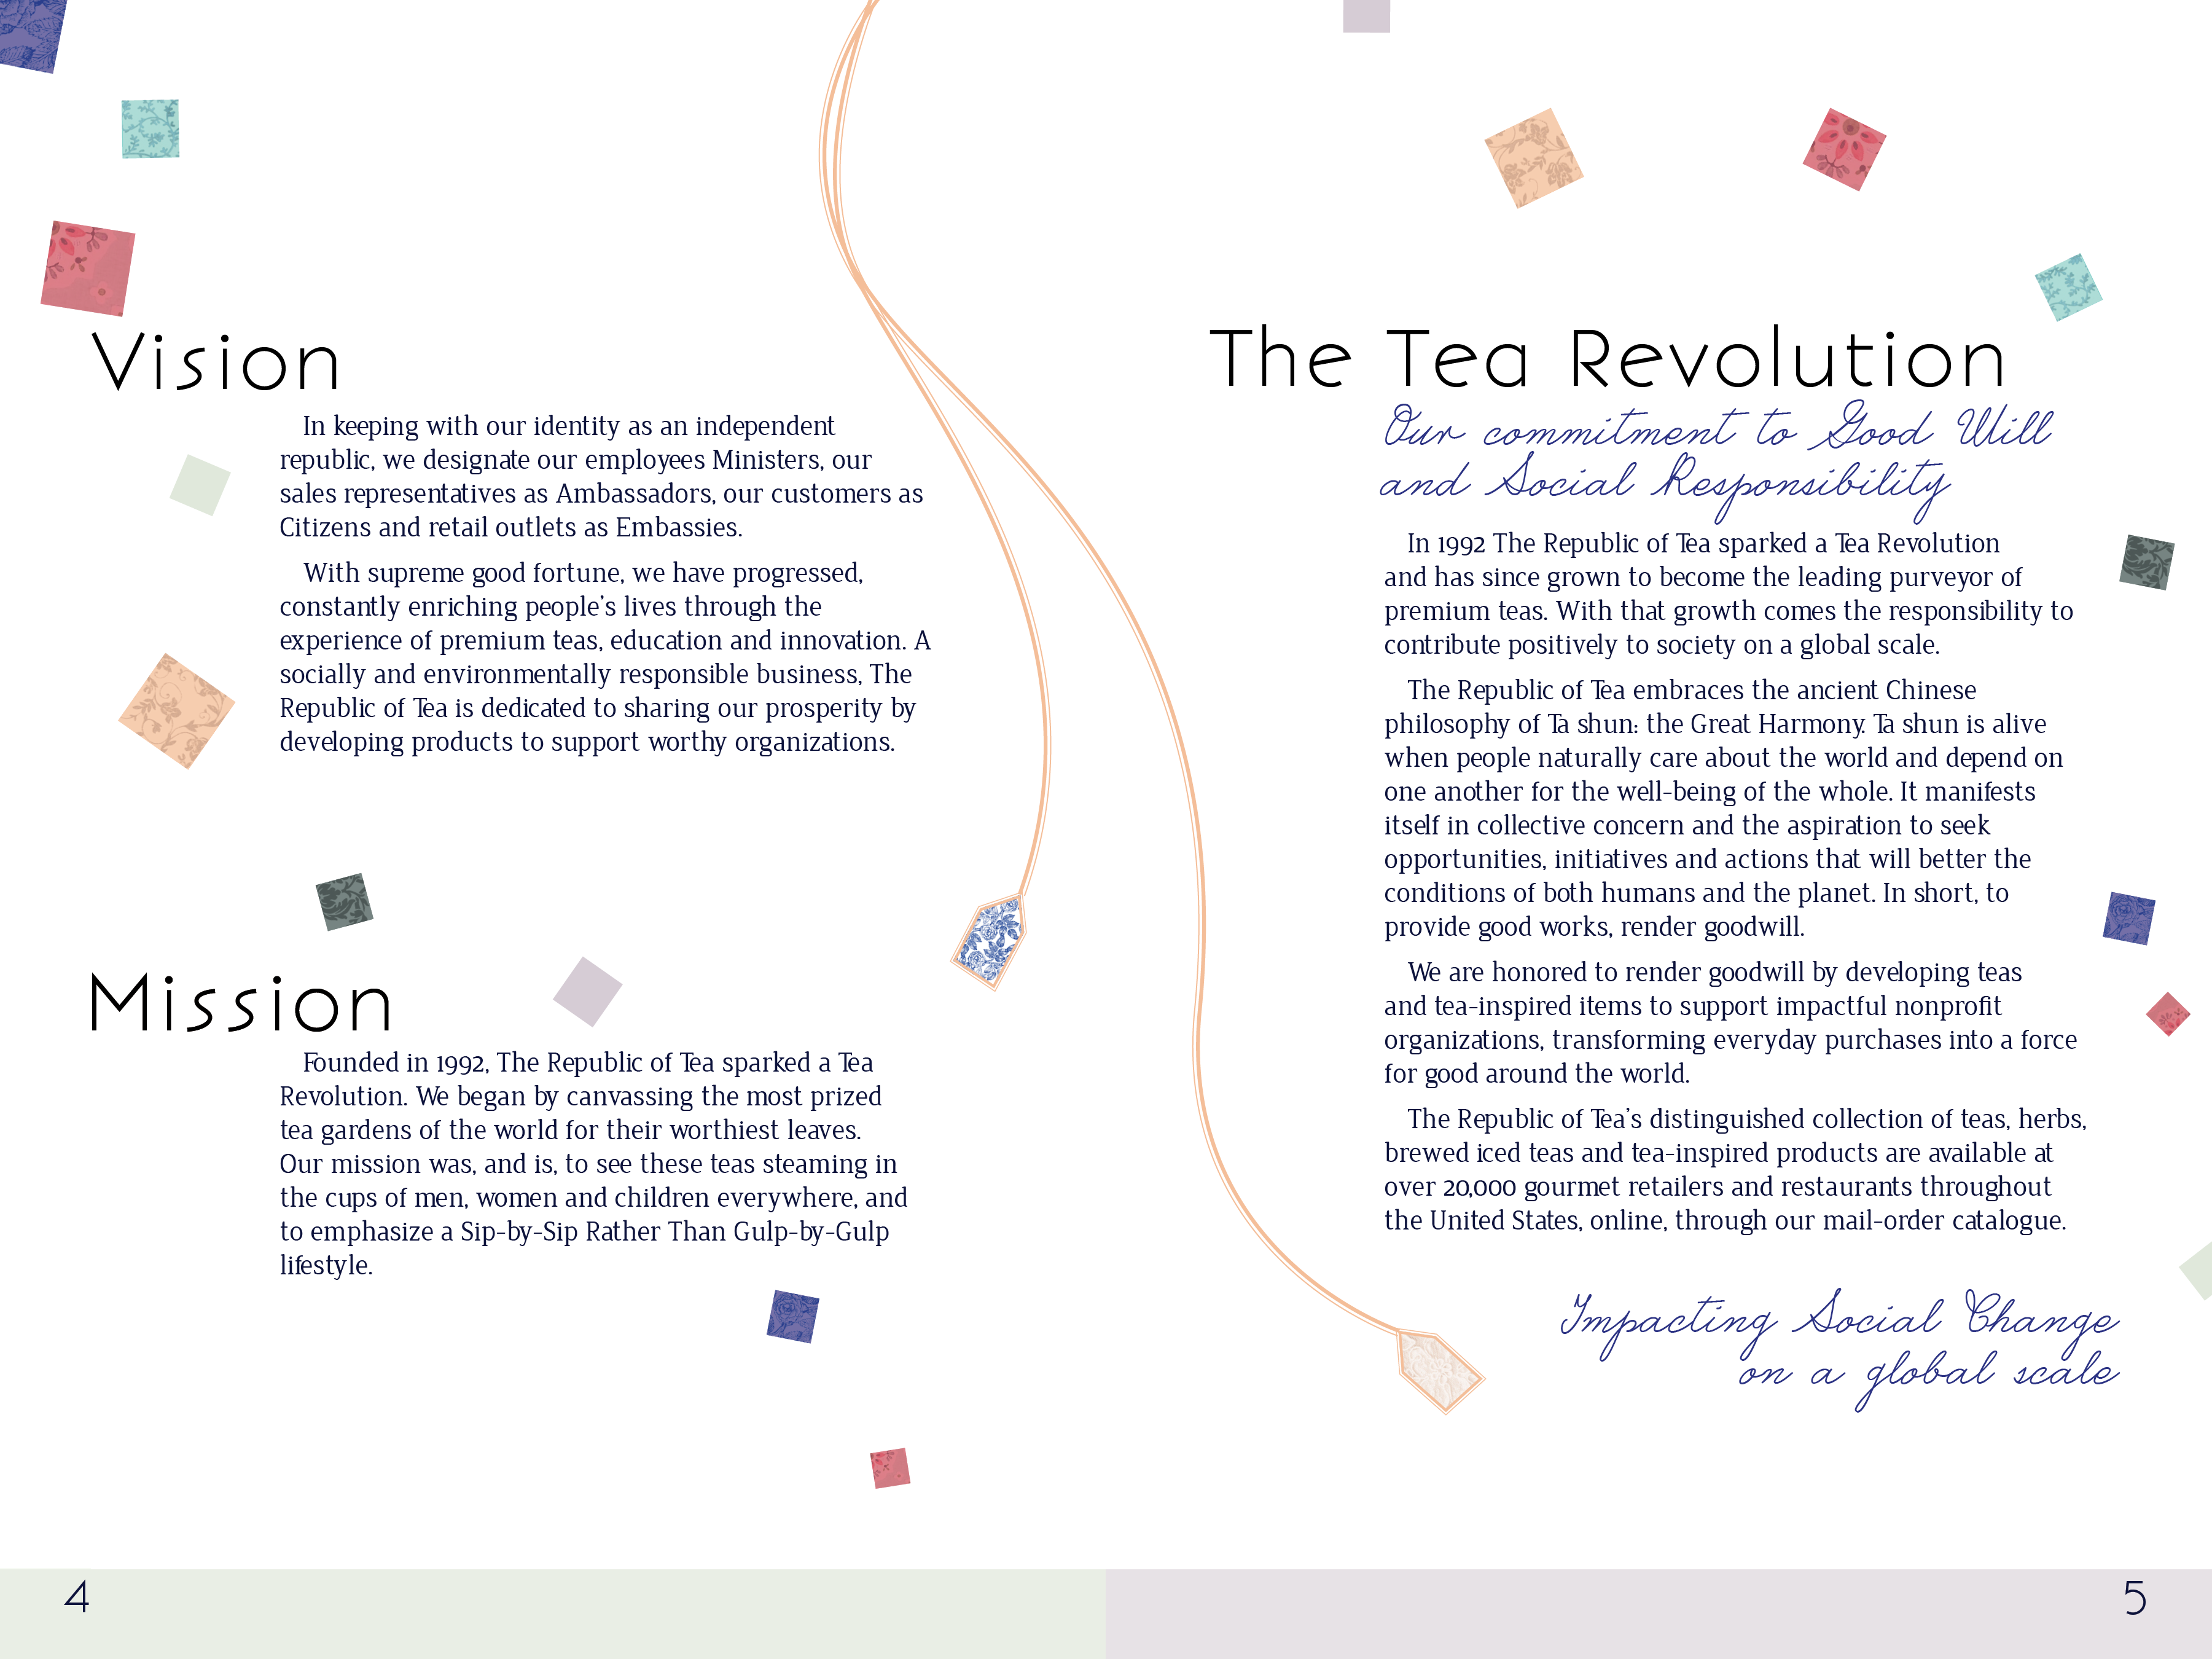 Vision
In keeping with our identity as an independent
republic, we designate our employees Ministers, our
sales representatives as Ambassadors, our customers as
Citizens and retail outlets as Embassies.
With supreme good fortune, we have progressed,
constantly enriching people’s lives through the
experience of premium teas, education and innovation. A
socially and environmentally responsible business, The
Republic of Tea is dedicated to sharing our prosperity by
developing products to support worthy organizations.
Mission
Founded in 1992, The Republic of Tea sparked a Tea
Revolution. We began by canvassing the most prized
tea gardens of the world for their worthiest leaves.
Our mission was, and is, to see these teas steaming in
the cups of men, women and children everywhere, and
to emphasize a Sip-by-Sip Rather Than Gulp-by-Gulp
lifestyle.
4
The Tea Revolution
Our commitment to Good Will
and Social Responsibility
In 1992 The Republic of Tea sparked a Tea Revolution
and has since grown to become the leading purveyor of
premium teas. With that growth comes the responsibility to
contribute positively to society on a global scale.
The Republic of Tea embraces the ancient Chinese
philosophy of Ta shun: the Great Harmony. Ta shun is alive
when people naturally care about the world and depend on
one another for the well-being of the whole. It manifests
itself in collective concern and the aspiration to seek
opportunities, initiatives and actions that will better the
conditions of both humans and the planet. In short, to
provide good works, render goodwill.
We are honored to render goodwill by developing teas
and tea-inspired items to support impactful nonprofit
organizations, transforming everyday purchases into a force
for good around the world.
The Republic of Tea’s distinguished collection of teas, herbs,
brewed iced teas and tea-inspired products are available at
over 20,000 gourmet retailers and restaurants throughout
the United States, online, through our mail-order catalogue.
Impacting Social Change
on a global scale
5